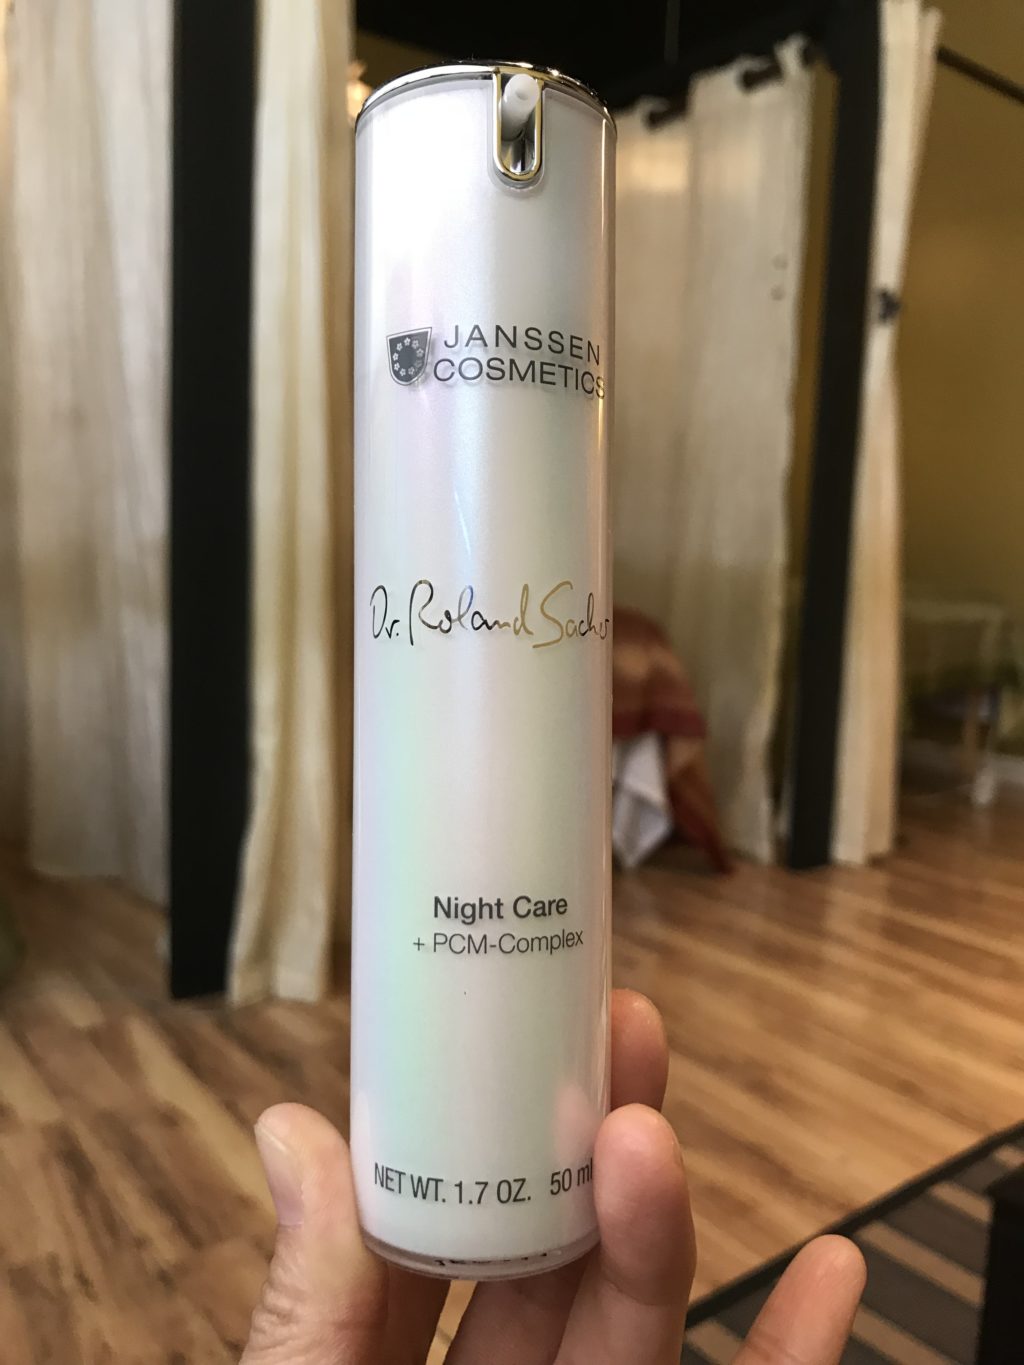 JANSSEN
COSMETICS
Dr. Roland Sacher
Night Care
+ PCM-Complex
NET WT. 1.7 OZ. 50 ml